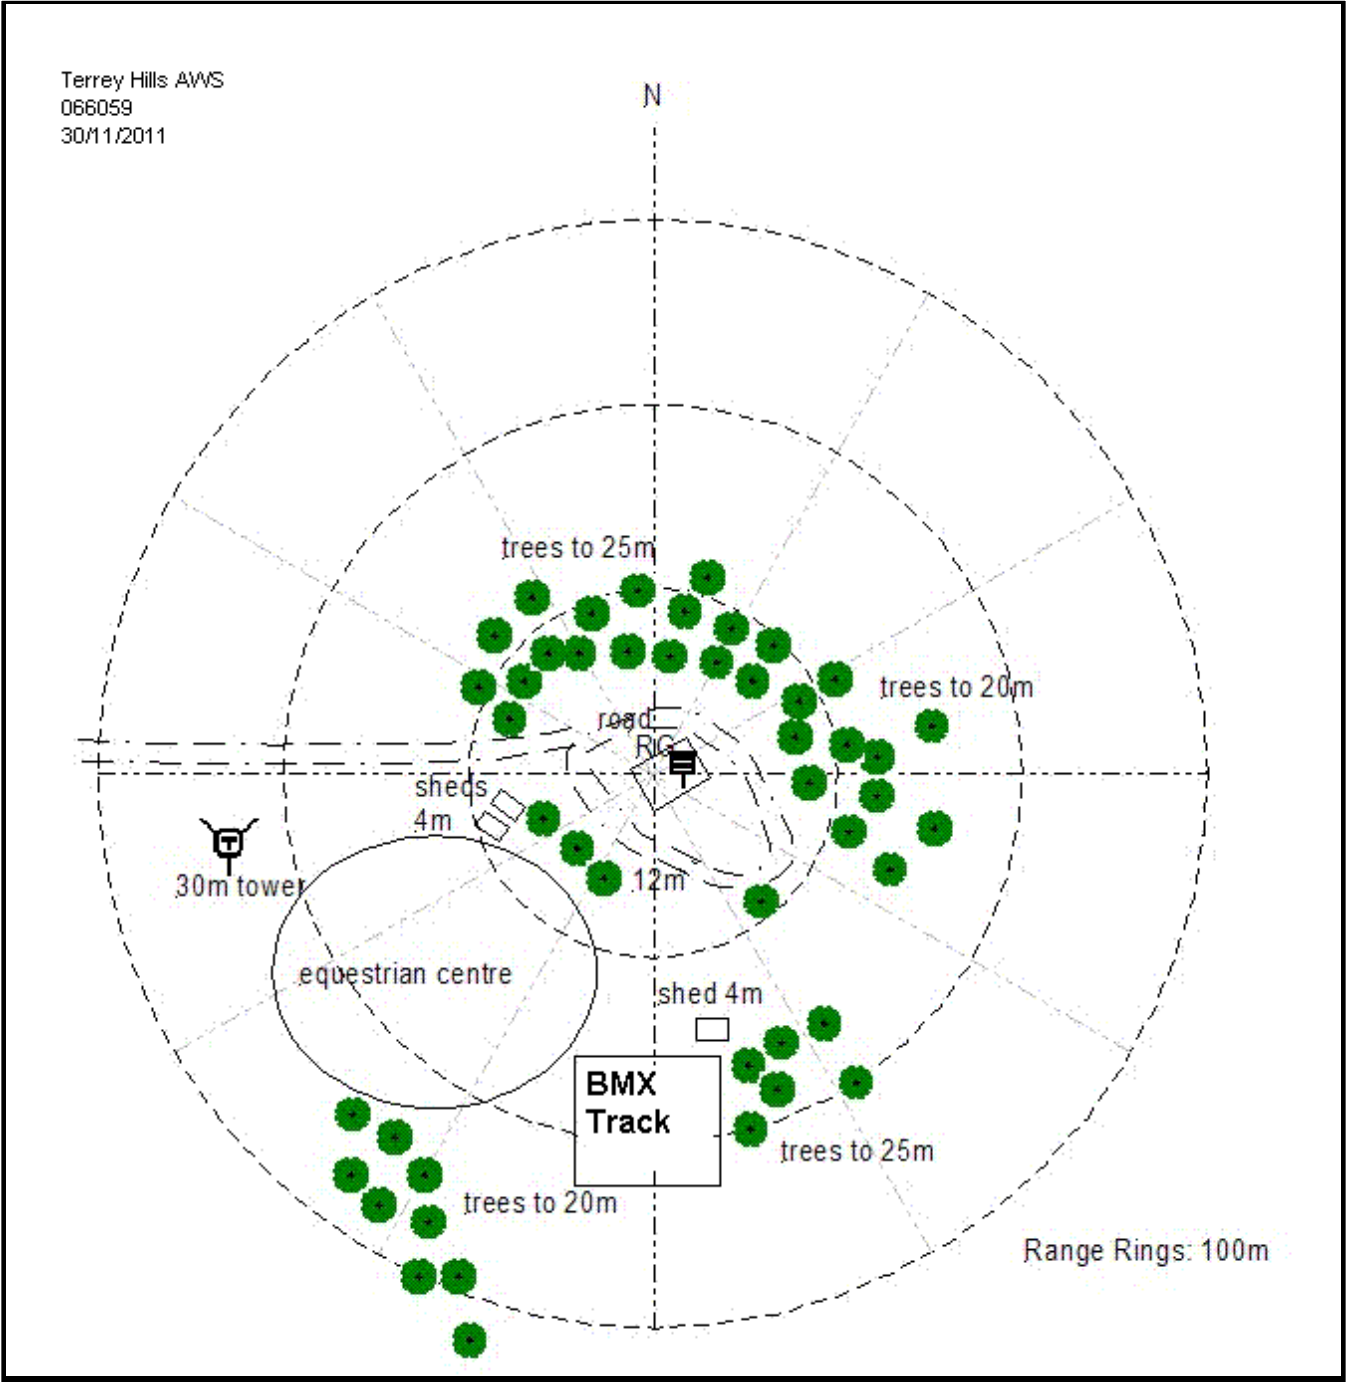 Terrey Hills AWS
066059
30/11/2011
N
trees to 25m
trees to 20m
road
RG
sheds
4m
30m tower
12m
equestrian centre
shed 4m
BMX
Track
trees to 25m
trees to 20m
Range Rings: 100m